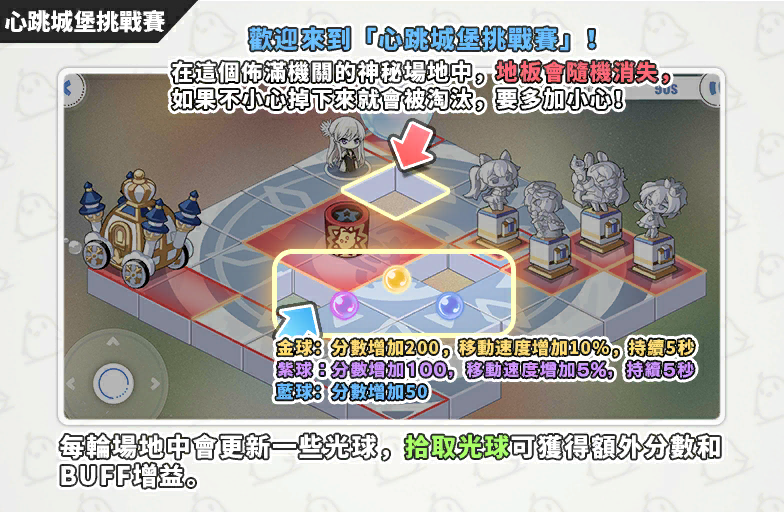 心跳城堡挑戰賽
歡迎來到「心跳城堡挑戰賽」!
在這個佈滿機關的神秘場地中，地板會隨機消失，
如果不小心掉下來就會被淘汰，要多加小心!
90S
金球：分數增加200，移動速度增加10%，持續5秒
紫球：分數增加100，移動速度增加5%，持續5秒
藍球：分數增加50
每輪場地中會更新一些光球，拾取光球可獲得額外分數和
BUFF增益。